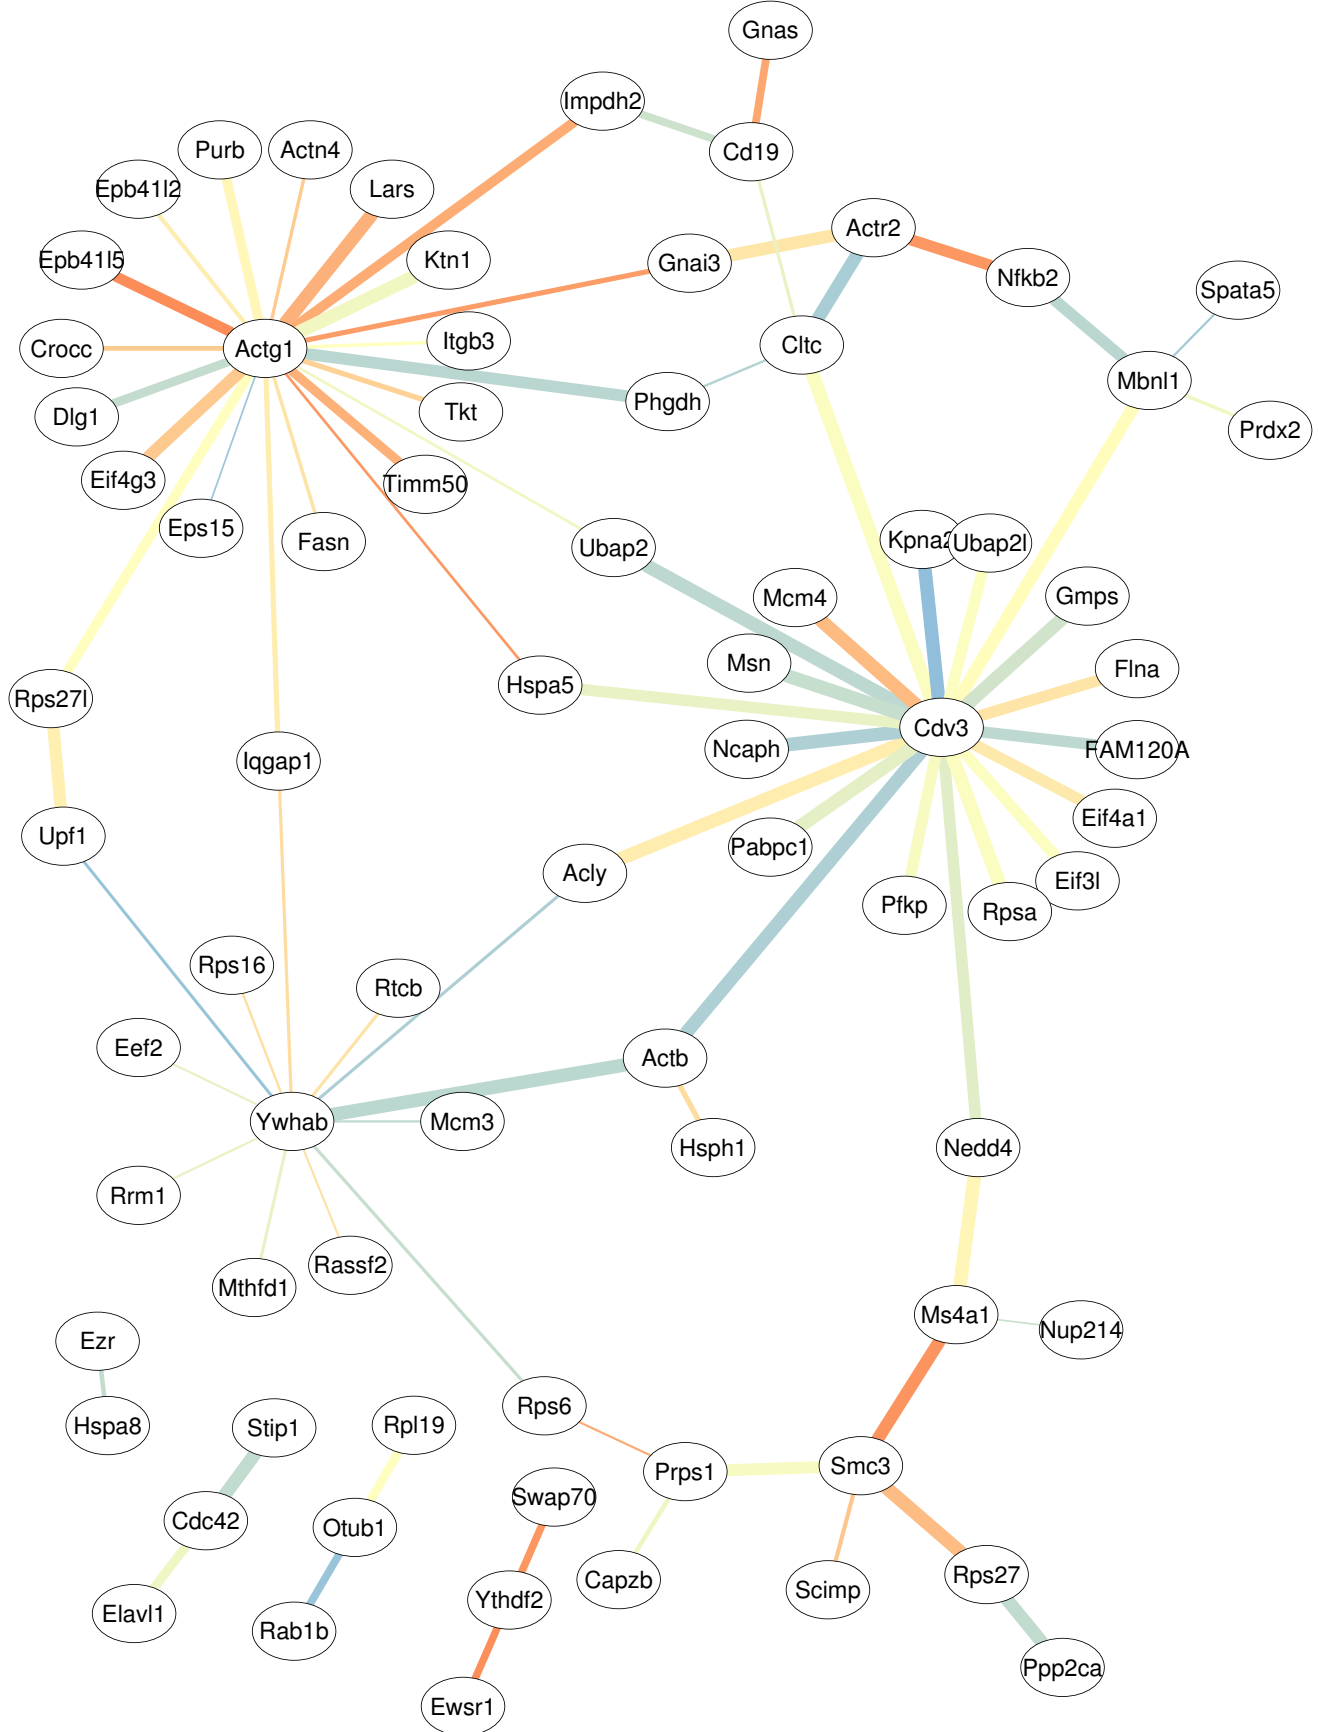 Gnas
Impdh2
Purb
Actn4
Cd19
Epb41l2
Lars
Actr2
Epb41l5
Ktn1
Gnai3
Nfkb2
Spata5
Crocc
Actg1
Itgb3
Cltc
Mbnl1
Dlg1
Tkt
Phgdh
Prdx2
Eif4g3
Timm50
Eps15
Fasn
Ubap2
Kpna2
Ubap2l
Mcm4
Gmps
Msn
Flna
Rps27l
Hspa5
Cdv3
Iqgap1
Ncaph
FAM120A
Upf1
Pabpc1
Eif4a1
Acly
Eif3l
Pfkp
Rpsa
Rps16
Rtcb
Eef2
Actb
Ywhab
Mcm3
Hsph1
Nedd4
Rrm1
Mthfd1
Rassf2
Ms4a1
Nup214
Ezr
Hspa8
Stip1
Rpl19
Rps6
Prps1
Smc3
Swap70
Cdc42
Otub1
Capzb
Scimp
Rps27
Elavl1
Rab1b
Ythdf2
Ppp2ca
Ewsr1